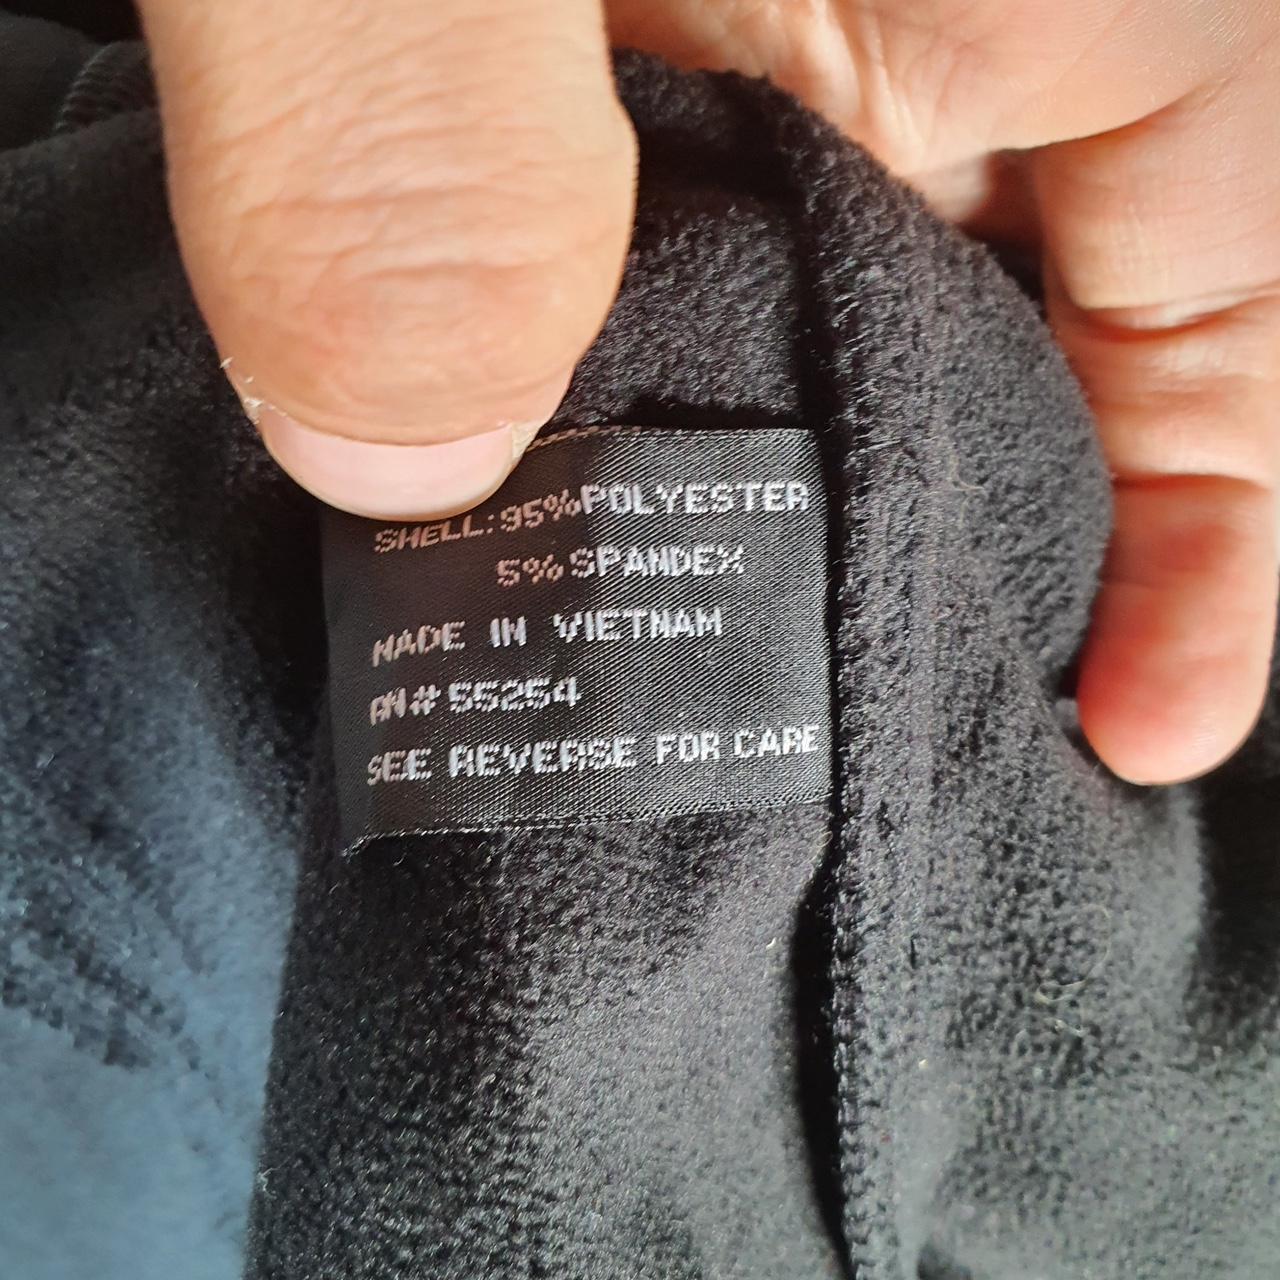 SHELL:95%POLYESTER
5%SPANDEX
MADE IN VIETNAM
RN# 55254
SEE REVERSE FOR CARE